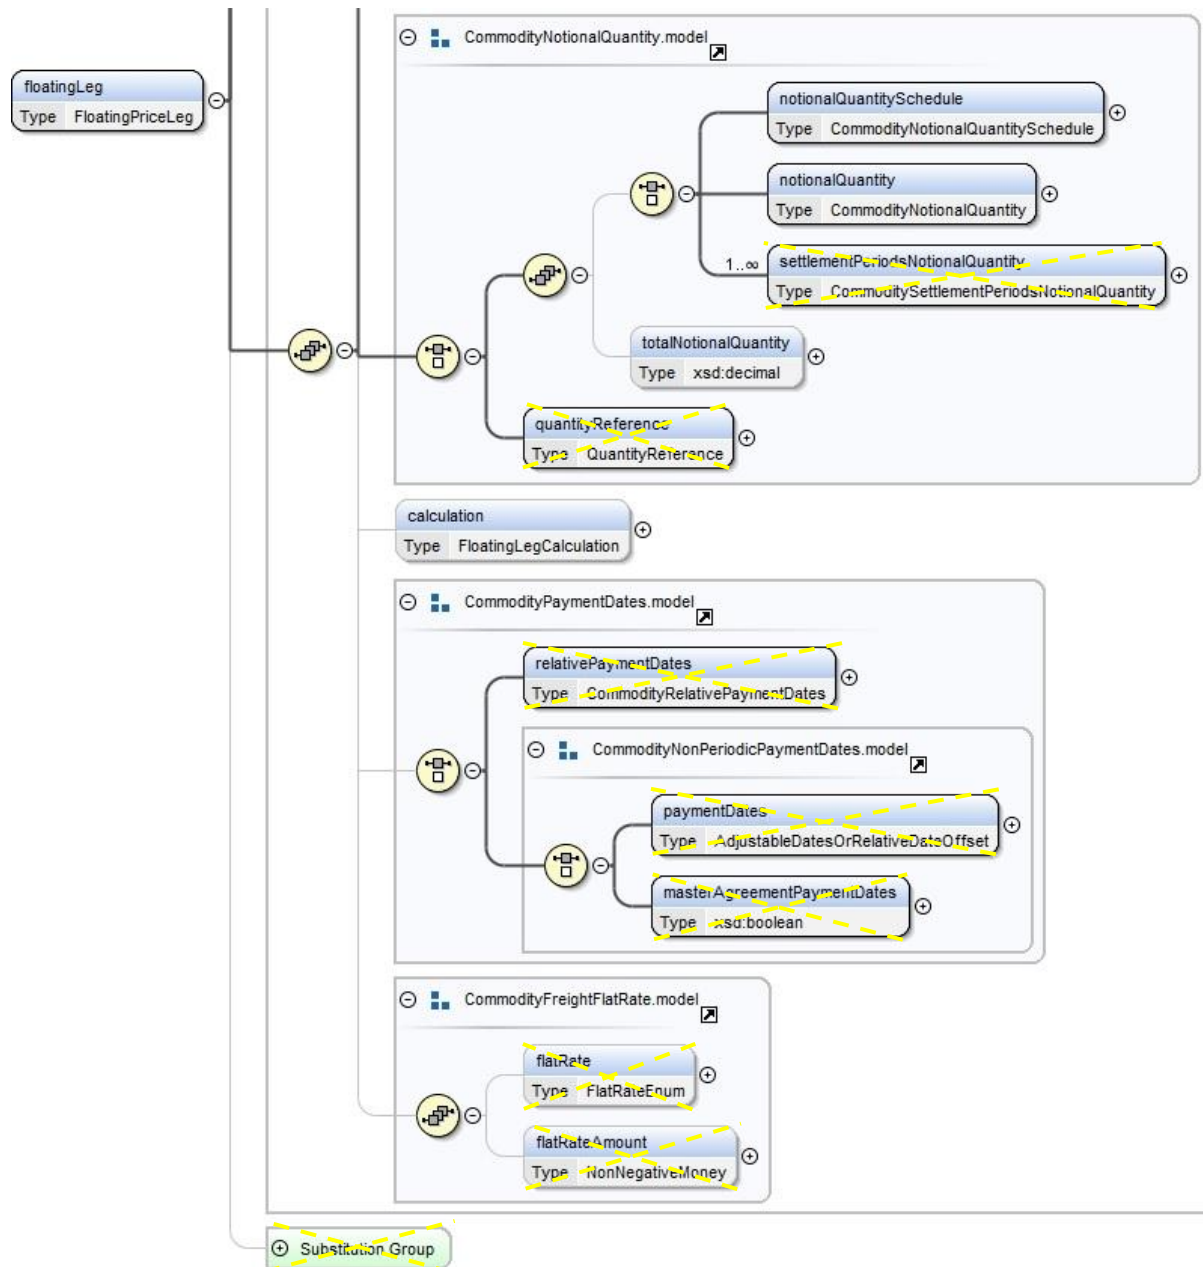 CommodityNotionalQuantity.model
floatingLeg
Type FloatingPriceLeg
notionalQuantitySchedule
Type CommodityNotionalQuantitySchedule
notionalQuantity
Type CommodityNotionalQuantity
1..∞
settlementPeriodsNotionalQuantity
Type CommoditySettlementPeriodsNotionalQuantity
totalNotionalQuantity
Type xsd:decimal
quantityReference
Type QuantityReference
calculation
Type FloatingLegCalculation
CommodityPaymentDates.model
relativePaymentDates
Type CommodityRelativePaymentDates
CommodityNonPeriodicPaymentDates.model
paymentDates
Type AdjustableDatesOrRelativeDateOffset
masterAgreementPaymentDates
Type xsd:boolean
CommodityFreightFlatRate.model
flatRate
Type FlatRateEnum
flatRateAmount
Type NonNegativeMoney
Substitution Group